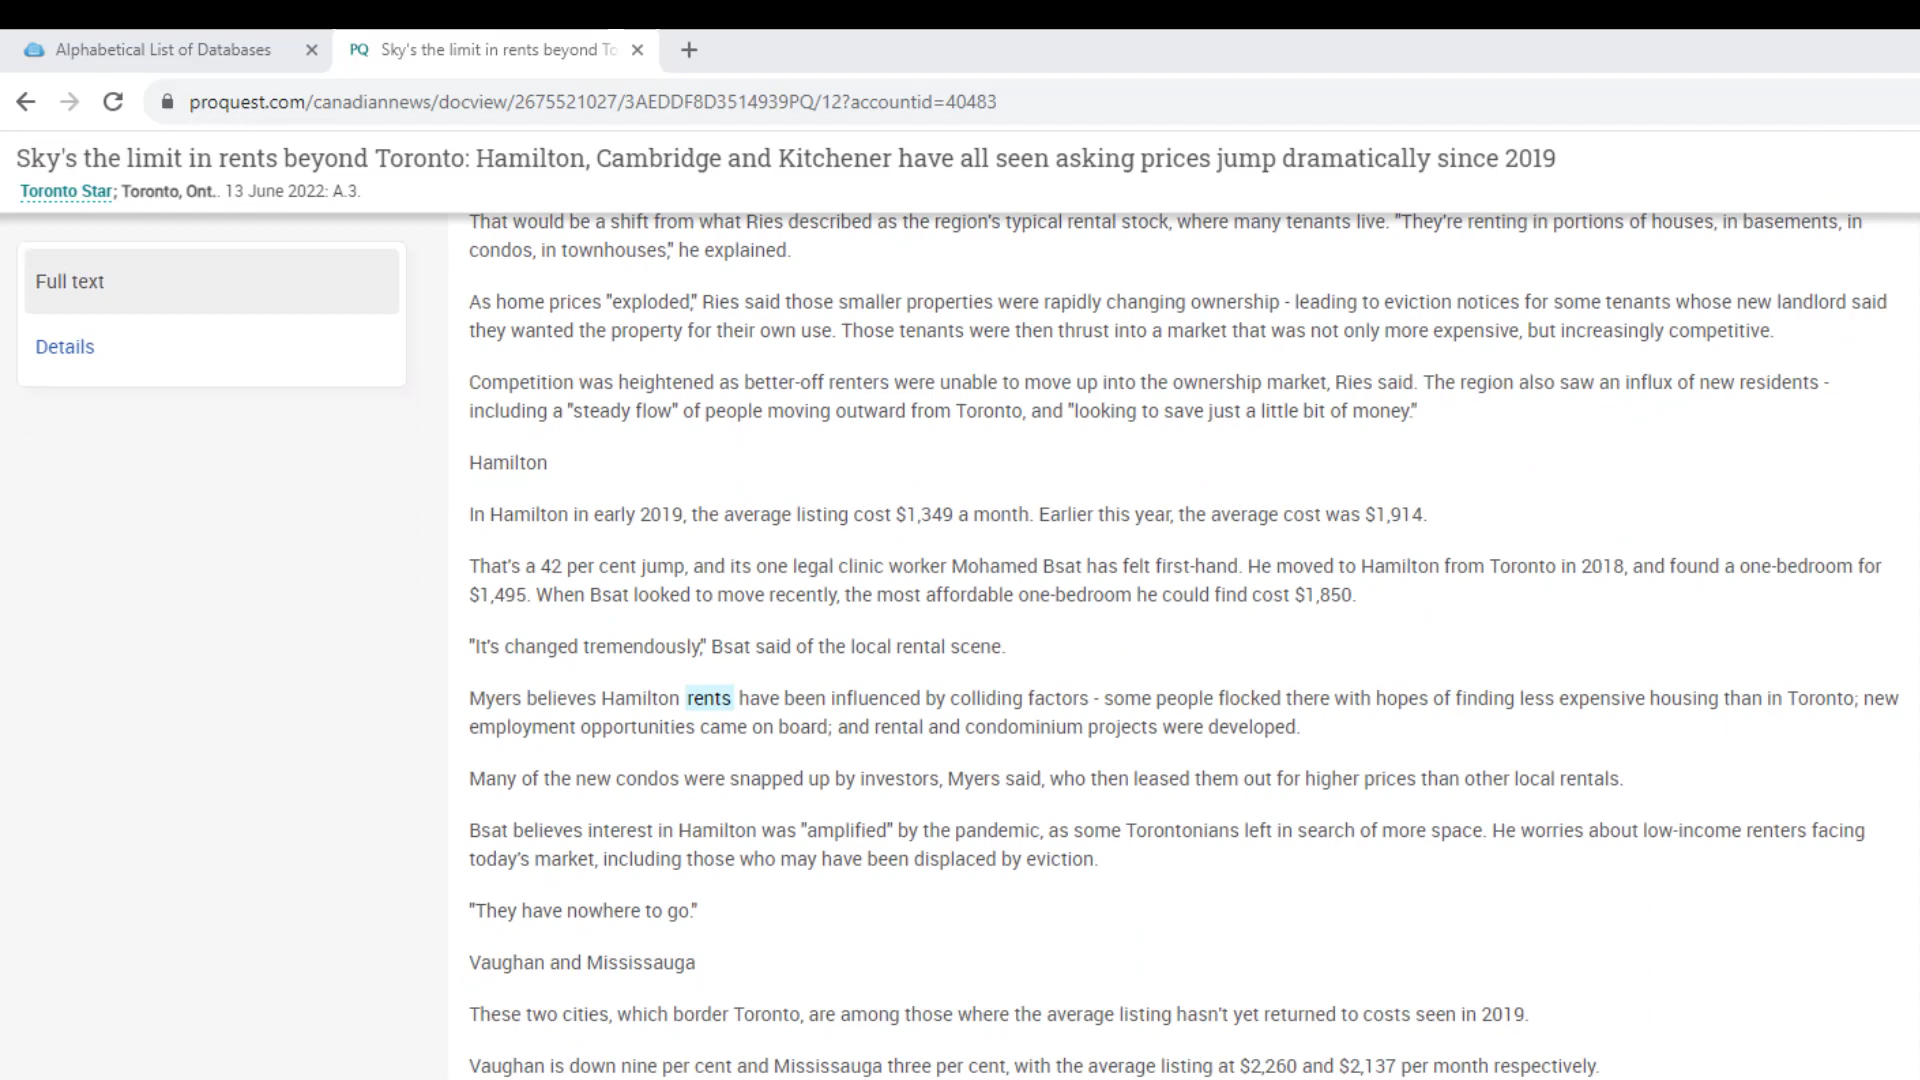 Alphabetical List of Databases
PQ Sky's the limit in rents beyond To
proquest.com/canadiannews/docview/2675521027/3AEDDF8D3514939PQ/12?accountid=40483
Sky's the limit in rents beyond Toronto: Hamilton, Cambridge and Kitchener have all seen asking prices jump dramatically since 2019
Toronto Star; Toronto, Ont.. 13 June 2022: A.3.
Full text
Details
That would be a shift from what Ries described as the region's typical rental stock, where many tenants live. "They're renting in portions of houses, in basements, in
condos, in townhouses," he explained.
As home prices "exploded," Ries said those smaller properties were rapidly changing ownership - leading to eviction notices for some tenants whose new landlord said
they wanted the property for their own use. Those tenants were then thrust into a market that was not only more expensive, but increasingly competitive.
Competition was heightened as better-off renters were unable to move up into the ownership market, Ries said. The region also saw an influx of new residents -
including a "steady flow" of people moving outward from Toronto, and "looking to save just a little bit of money."
Hamilton
In Hamilton in early 2019, the average listing cost $1,349 a month. Earlier this year, the average cost was $1,914.
That's a 42 per cent jump, and its one legal clinic worker Mohamed Bsat has felt first-hand. He moved to Hamilton from Toronto in 2018, and found a one-bedroom for
$1,495. When Bsat looked to move recently, the most affordable one-bedroom he could find cost $1,850.
"It's changed tremendously," Bsat said of the local rental scene.
Myers believes Hamilton rents have been influenced by colliding factors - some people flocked there with hopes of finding less expensive housing than in Toronto; new
employment opportunities came on board; and rental and condominium projects were developed.
Many of the new condos were snapped up by investors, Myers said, who then leased them out for higher prices than other local rentals.
Bsat believes interest in Hamilton was "amplified" by the pandemic, as some Torontonians left in search of more space. He worries about low-income renters facing
today's market, including those who may have been displaced by eviction.
"They have nowhere to go."
Vaughan and Mississauga
These two cities, which border Toronto, are among those where the average listing hasn't yet returned to costs seen in 2019.
Vaughan is down nine per cent and Mississauga three per cent, with the average listing at $2,260 and $2,137 per month respectively.